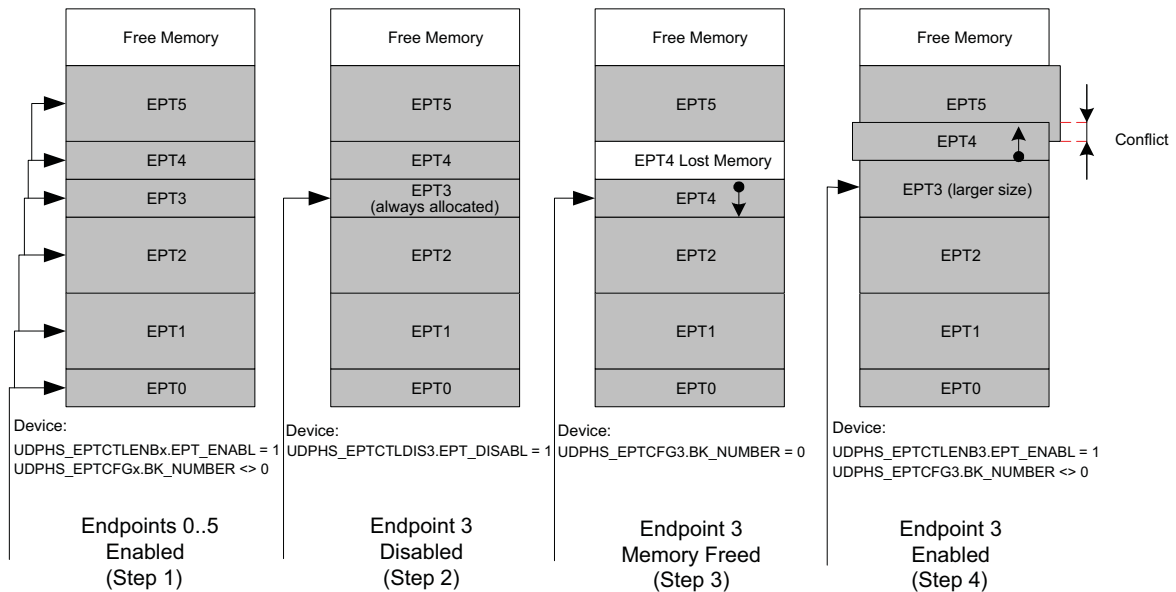 Free Memory
EPT5
EPT4
EPT3
EPT2
EPT1
EPT0
Device:
UDPHS_EPTCTLENBx.EPT_ENABL = 1
UDPHS_EPTCFGx.BK_NUMBER <> 0
Endpoints 0..5
Enabled
(Step 1)
Free Memory
EPT5
EPT4
EPT3
(always allocated)
EPT2
EPT1
EPT0
Device:
UDPHS_EPTCTLDIS3.EPT_DISABL = 1
Endpoint 3
Disabled
(Step 2)
Free Memory
EPT5
EPT4 Lost Memory
EPT4
EPT2
EPT1
EPT0
Device:
UDPHS_EPTCFG3.BK_NUMBER = 0
Endpoint 3
Memory Freed
(Step 3)
Free Memory
EPT5
EPT4
Conflict
EPT3 (larger size)
EPT2
EPT1
EPT0
Device:
UDPHS_EPTCTLENB3.EPT_ENABL = 1
UDPHS_EPTCFG3.BK_NUMBER <> 0
Endpoint 3
Enabled
(Step 4)